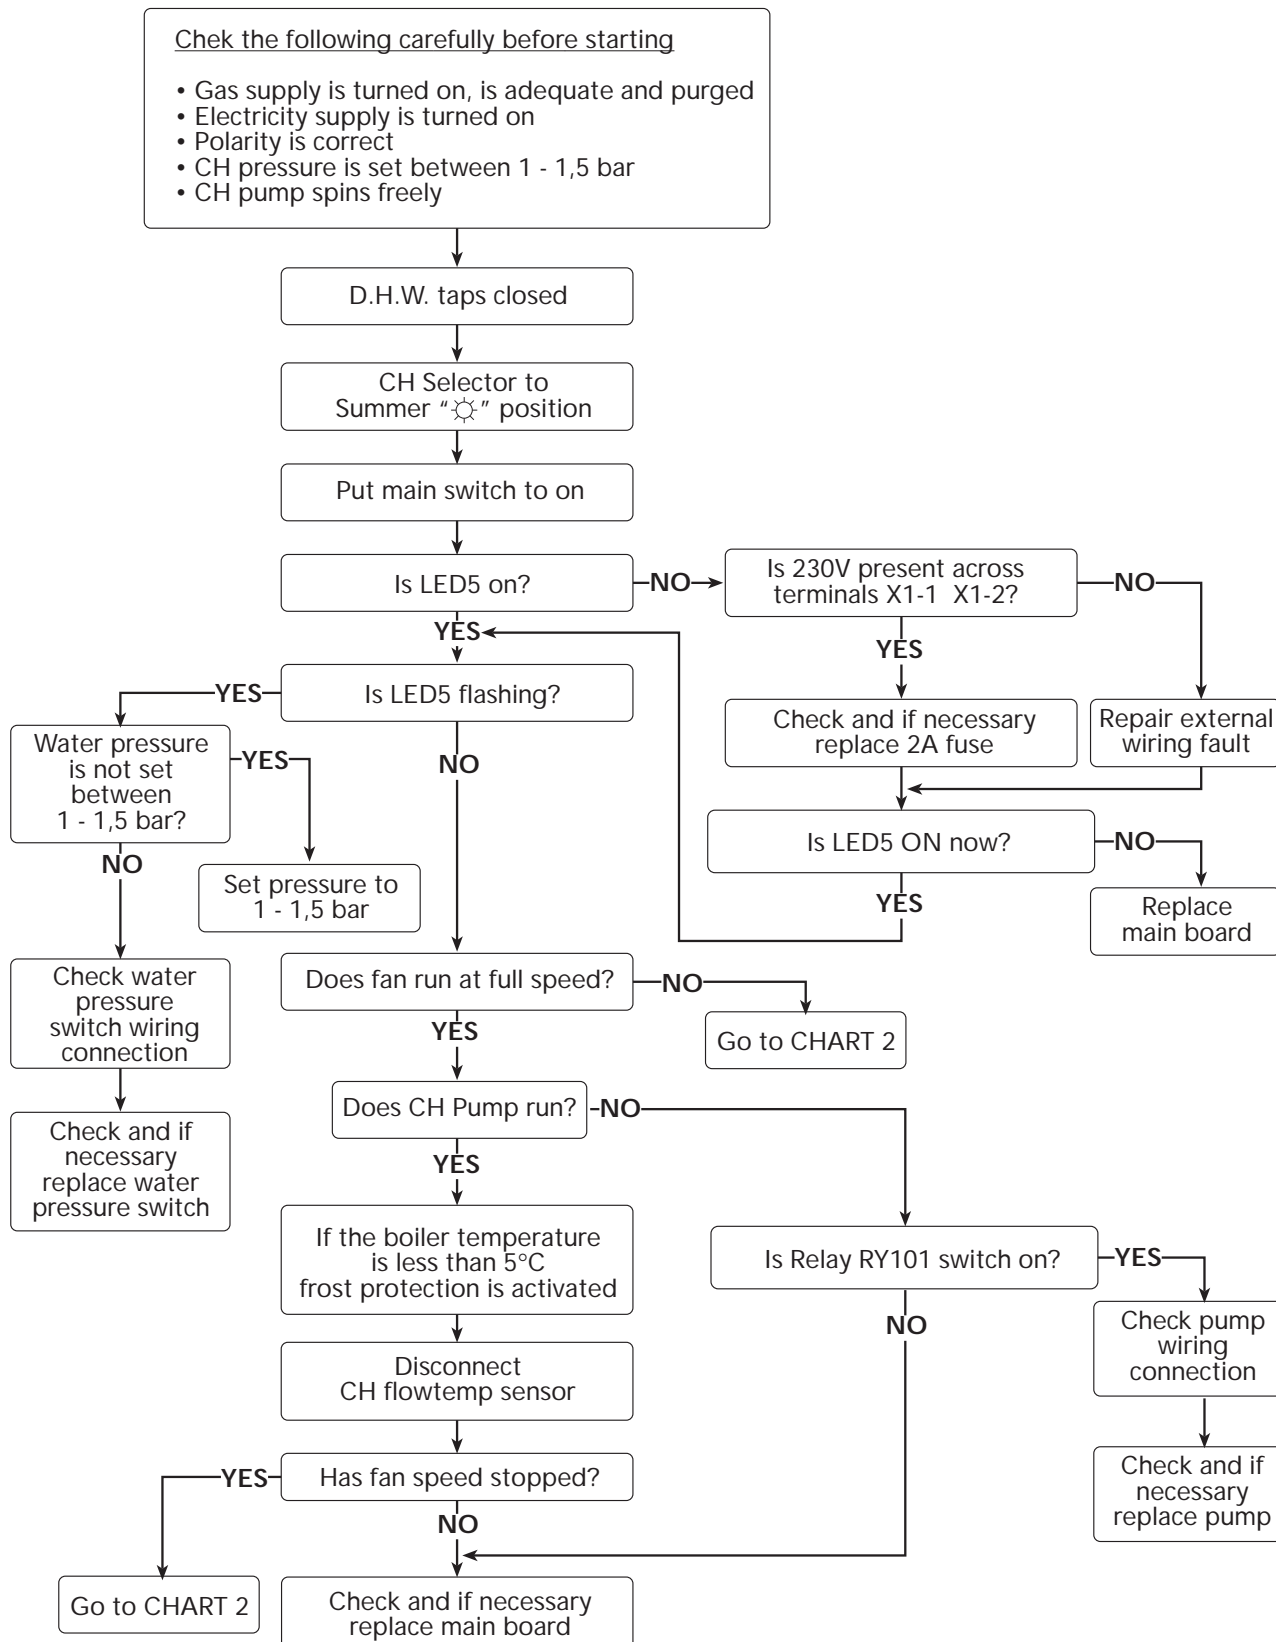 Chek the following carefully before starting
• Gas supply is turned on, is adequate and purged
• Electricity supply is turned on
• Polarity is correct
• CH pressure is set between 1 - 1,5 bar
• CH pump spins freely
D.H.W. taps closed
CH Selector to
Summer “☼” position
Put main switch to on
Is LED5 on?
NO
Is 230V present across
terminals X1-1 X1-2?
NO
YES
YES
Is LED5 flashing?
YES
Check and if necessary
replace 2A fuse
Repair external
wiring fault
Water pressure
is not set
between
1 - 1,5 bar?
YES
NO
Is LED5 ON now?
NO
NO
Set pressure to
1 - 1,5 bar
YES
Replace
main board
Does fan run at full speed?
NO
Check water
pressure
switch wiring
connection
YES
Go to CHART 2
Does CH Pump run?
NO
Check and if
necessary
replace water
pressure switch
YES
If the boiler temperature
is less than 5°C
frost protection is activated
Is Relay RY101 switch on?
YES
NO
Check pump
wiring
connection
Disconnect
CH flowtemp sensor
Has fan speed stopped?
YES
Check and if
necessary
replace pump
NO
Go to CHART 2
Check and if necessary
replace main board